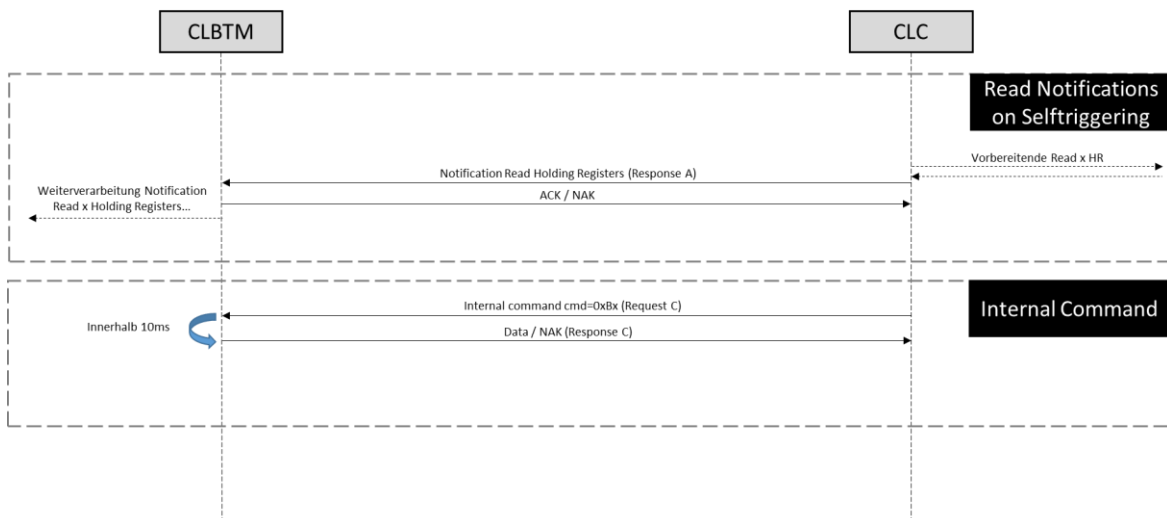 CLBTM
CLC
Read Notifications
on Selftriggering
Vorbereitende Read x HR
Notification Read Holding Registers (Response A)
Weiterverarbeitung Notification
Read x Holding Registers...
ACK / NAK
Internal command cmd=0xBx (Request C)
Internal Command
Innerhalb 10ms
Data / NAK (Response C)